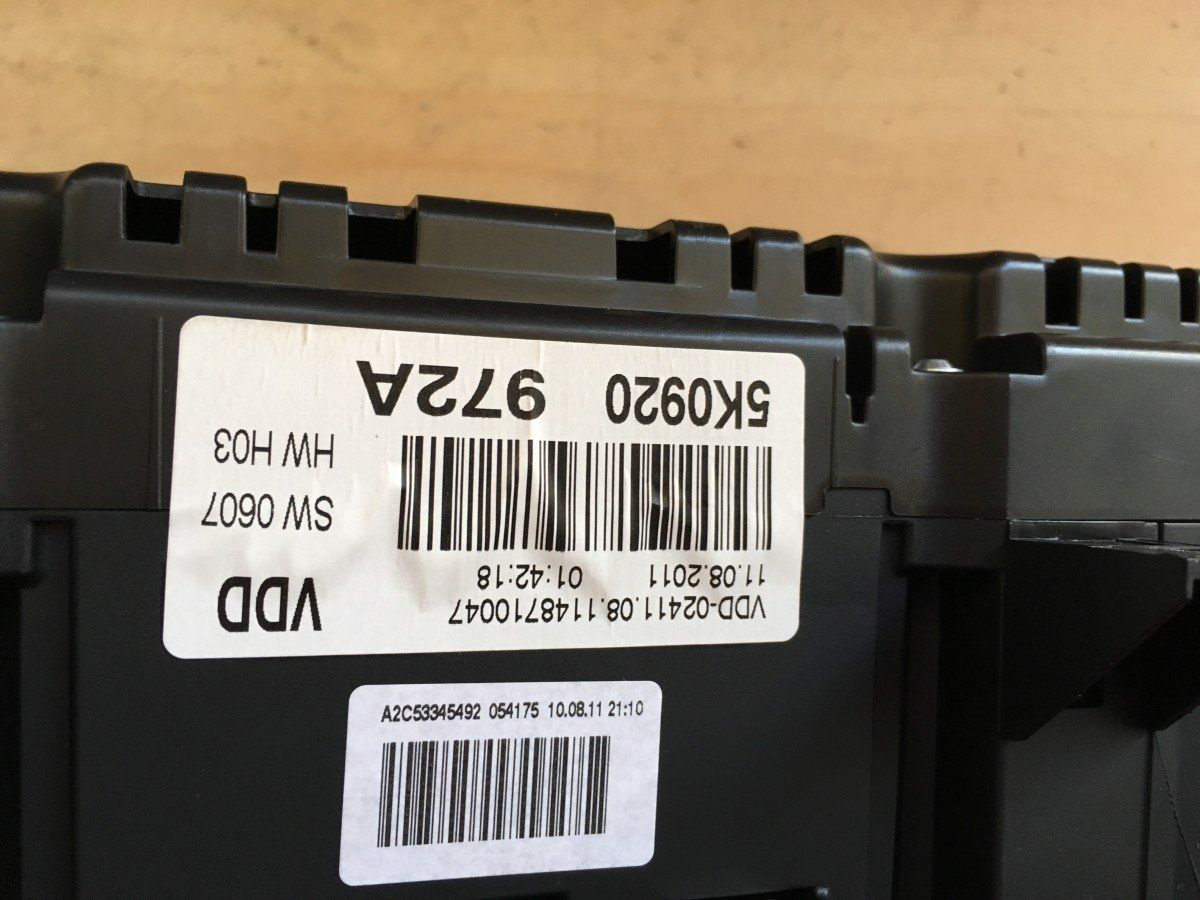 5K0920 972A
HW H03
SW 0607
11.08.2011 01:42:18
VDD-02411.08.1148710047
VDD
A2C53345492 054175 10.08.11 21:10